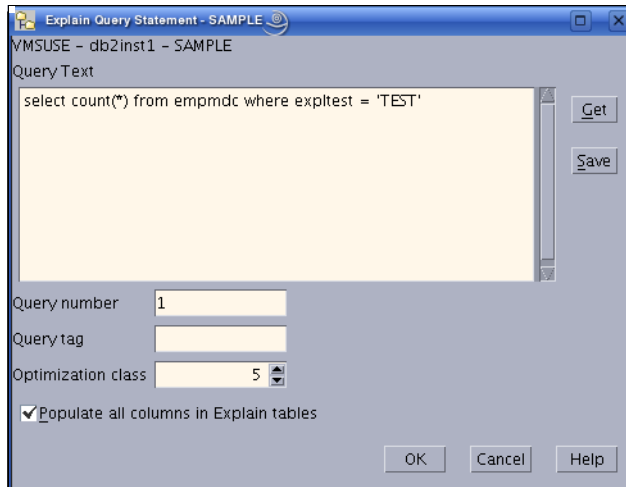 Explain Query Statement - SAMPLE
VMSUSE - db2inst1 - SAMPLE
Query Text
select count(*) from empmdc where expltest = 'TEST'
Get
Save
Query number 1
Query tag
Optimization class 5
Populate all columns in Explain tables
OK Cancel Help